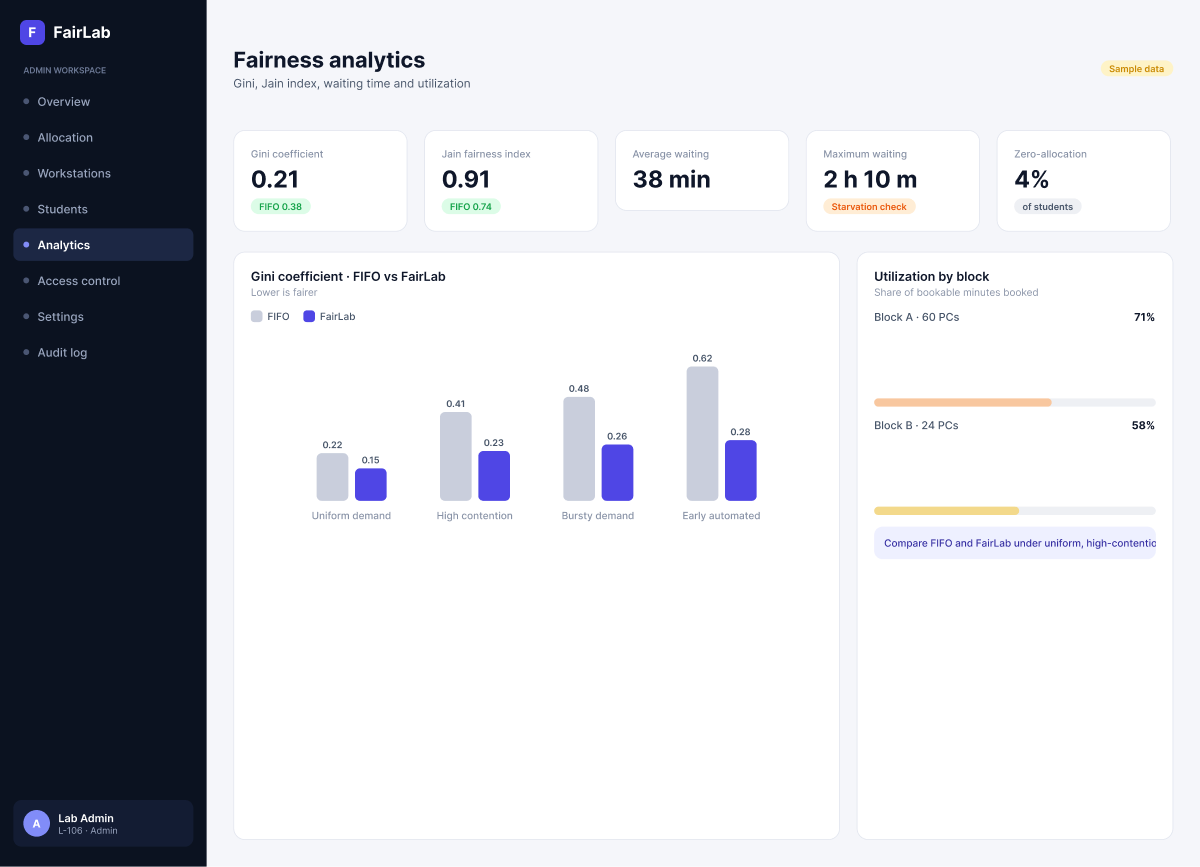 F FairLab
ADMIN WORKSPACE
Overview
Allocation
Workstations
Students
Analytics
Access control
Settings
Audit log
A
Lab Admin
L-106 · Admin
Fairness analytics
Gini, Jain index, waiting time and utilization
Sample data
Gini coefficient
0.21
FIFO 0.38
Jain fairness index
0.91
FIFO 0.74
Average waiting
38 min
Maximum waiting
2 h 10 m
Starvation check
Zero-allocation
4%
of students
Gini coefficient · FIFO vs FairLab
Lower is fairer
FIFO FairLab
0.22 0.15 0.41 0.23 0.48 0.26 0.62 0.28
Uniform demand High contention Bursty demand Early automated
Utilization by block
Share of bookable minutes booked
Block A · 60 PCs 71%
Block B · 24 PCs 58%
Compare FIFO and FairLab under uniform, high-contentio